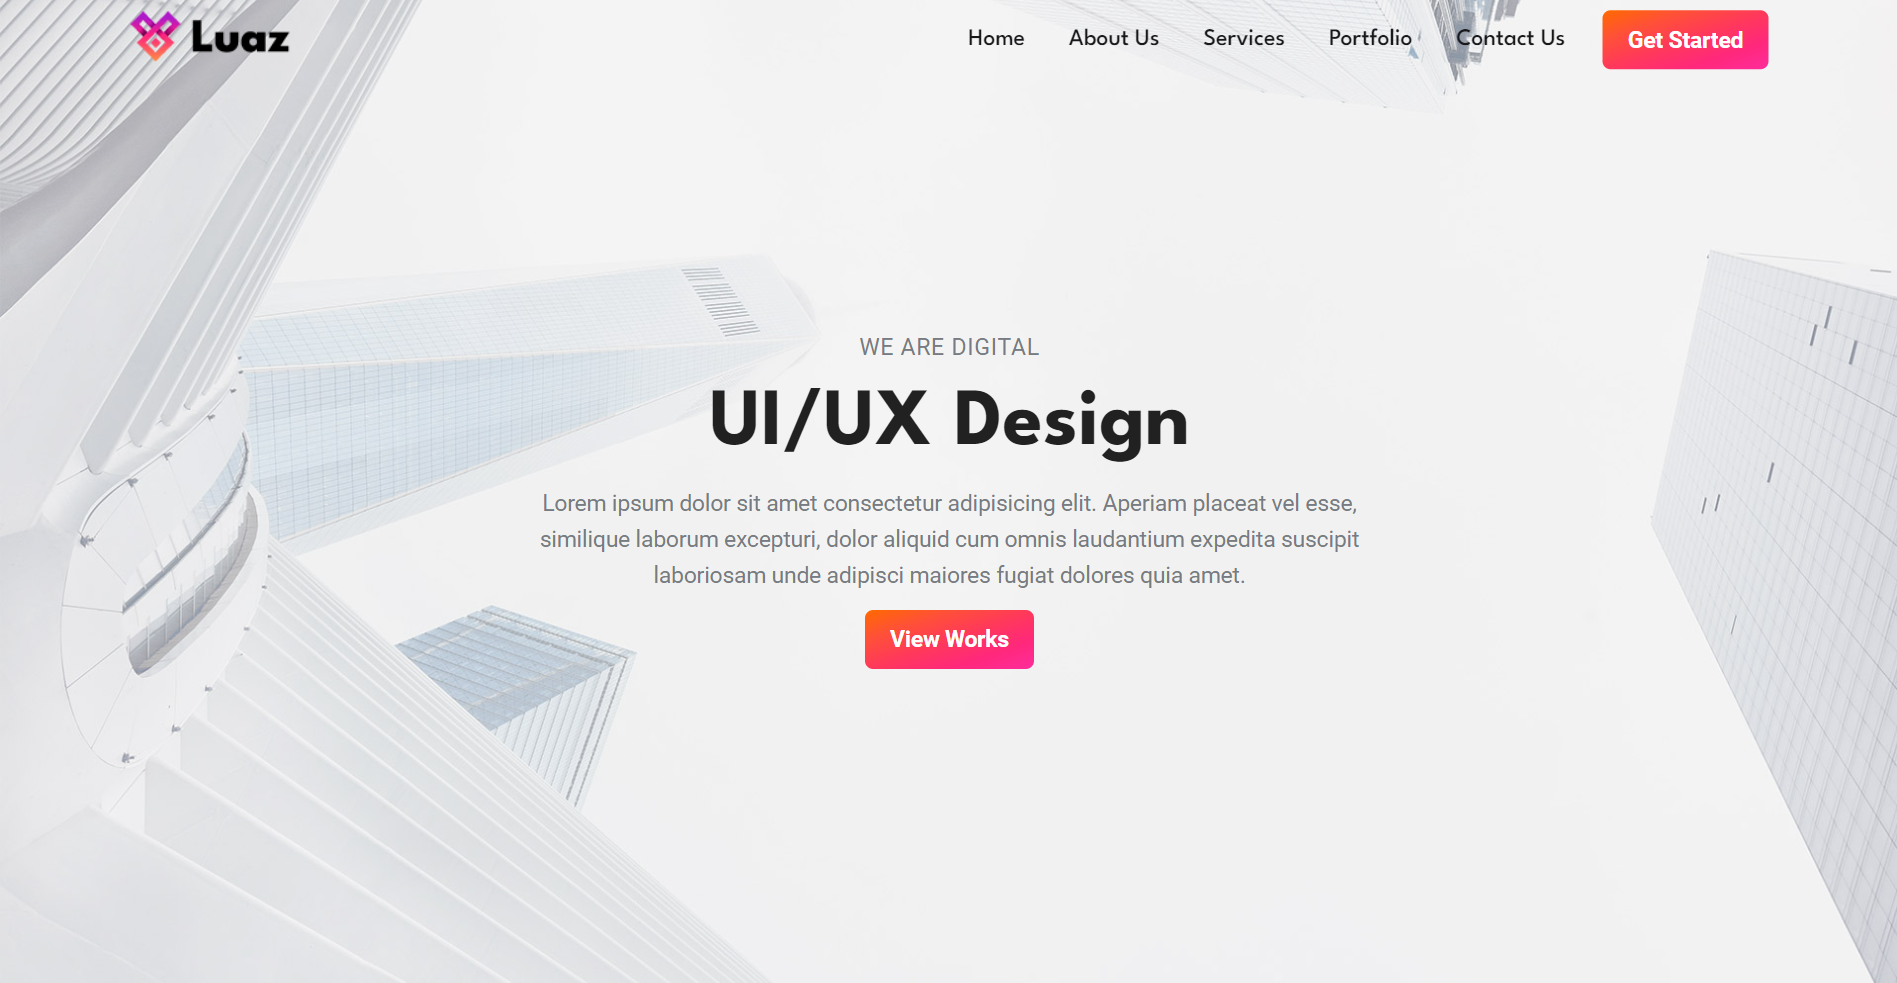 Luaz
Home
About Us
Services
Portfolio
Contact Us
Get Started
WE ARE DIGITAL
UI/UX Design
Lorem ipsum dolor sit amet consectetur adipisicing elit. Aperiam placeat vel esse,
similique laborum excepturi, dolor aliquid cum omnis laudantium expedita suscipit
laboriosam unde adipisci maiores fugiat dolores quia amet.
View Works